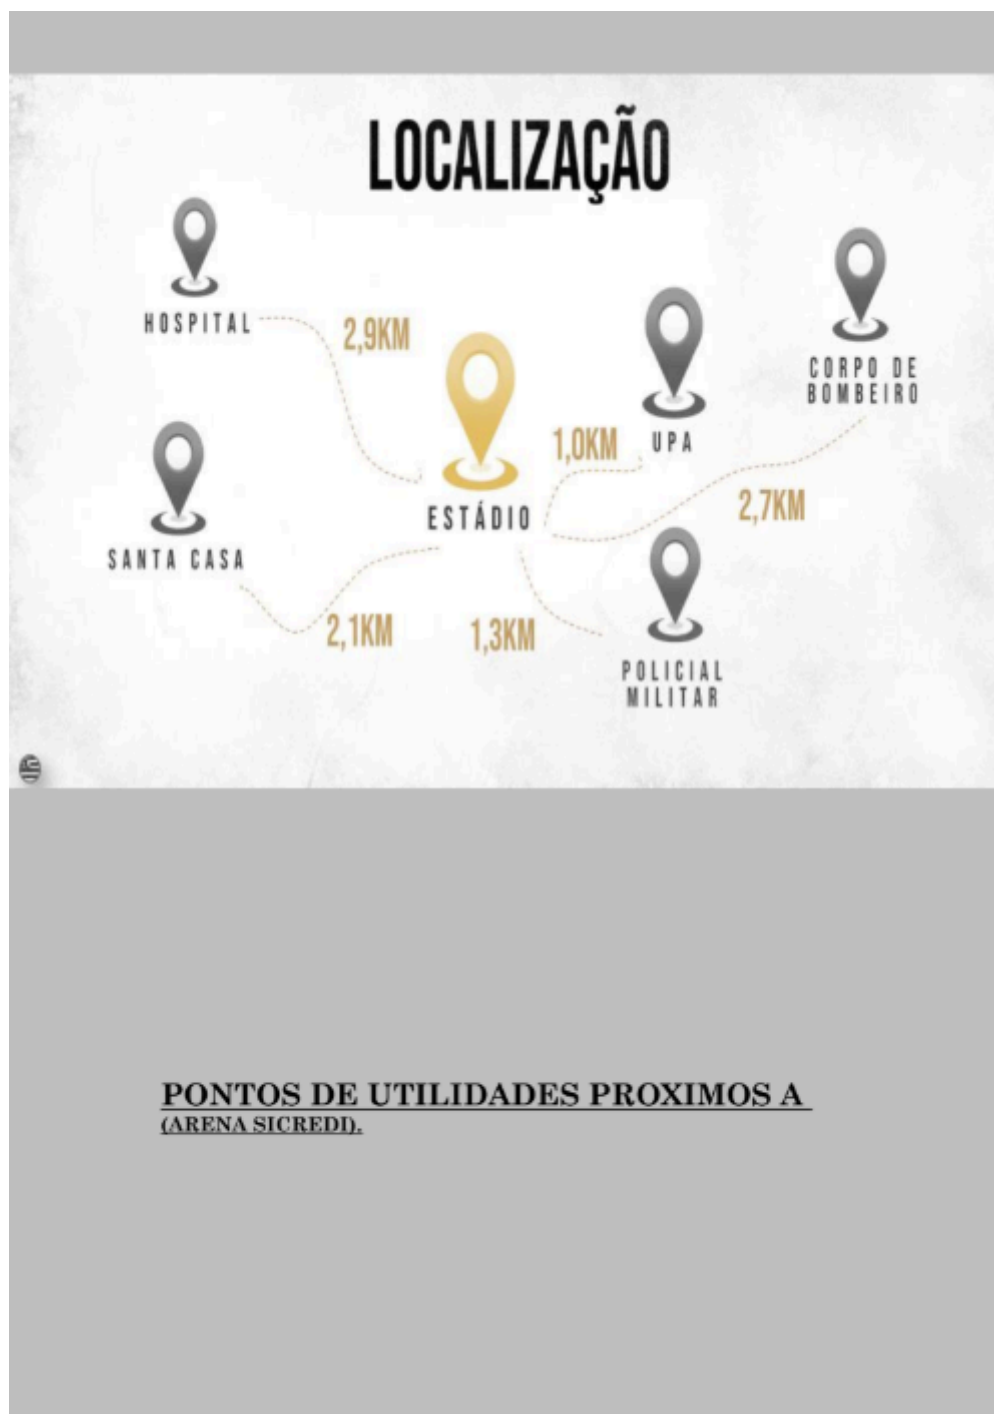 LOCALIZAÇÃO
HOSPITAL
2,9KM
CORPO DE
BOMBEIRO
1,0KM
UPA
2,7KM
ESTÁDIO
SANTA CASA
2,1KM
1,3KM
POLICIAL
MILITAR
PONTOS DE UTILIDADES PROXIMOS A
(ARENA SICREDI).